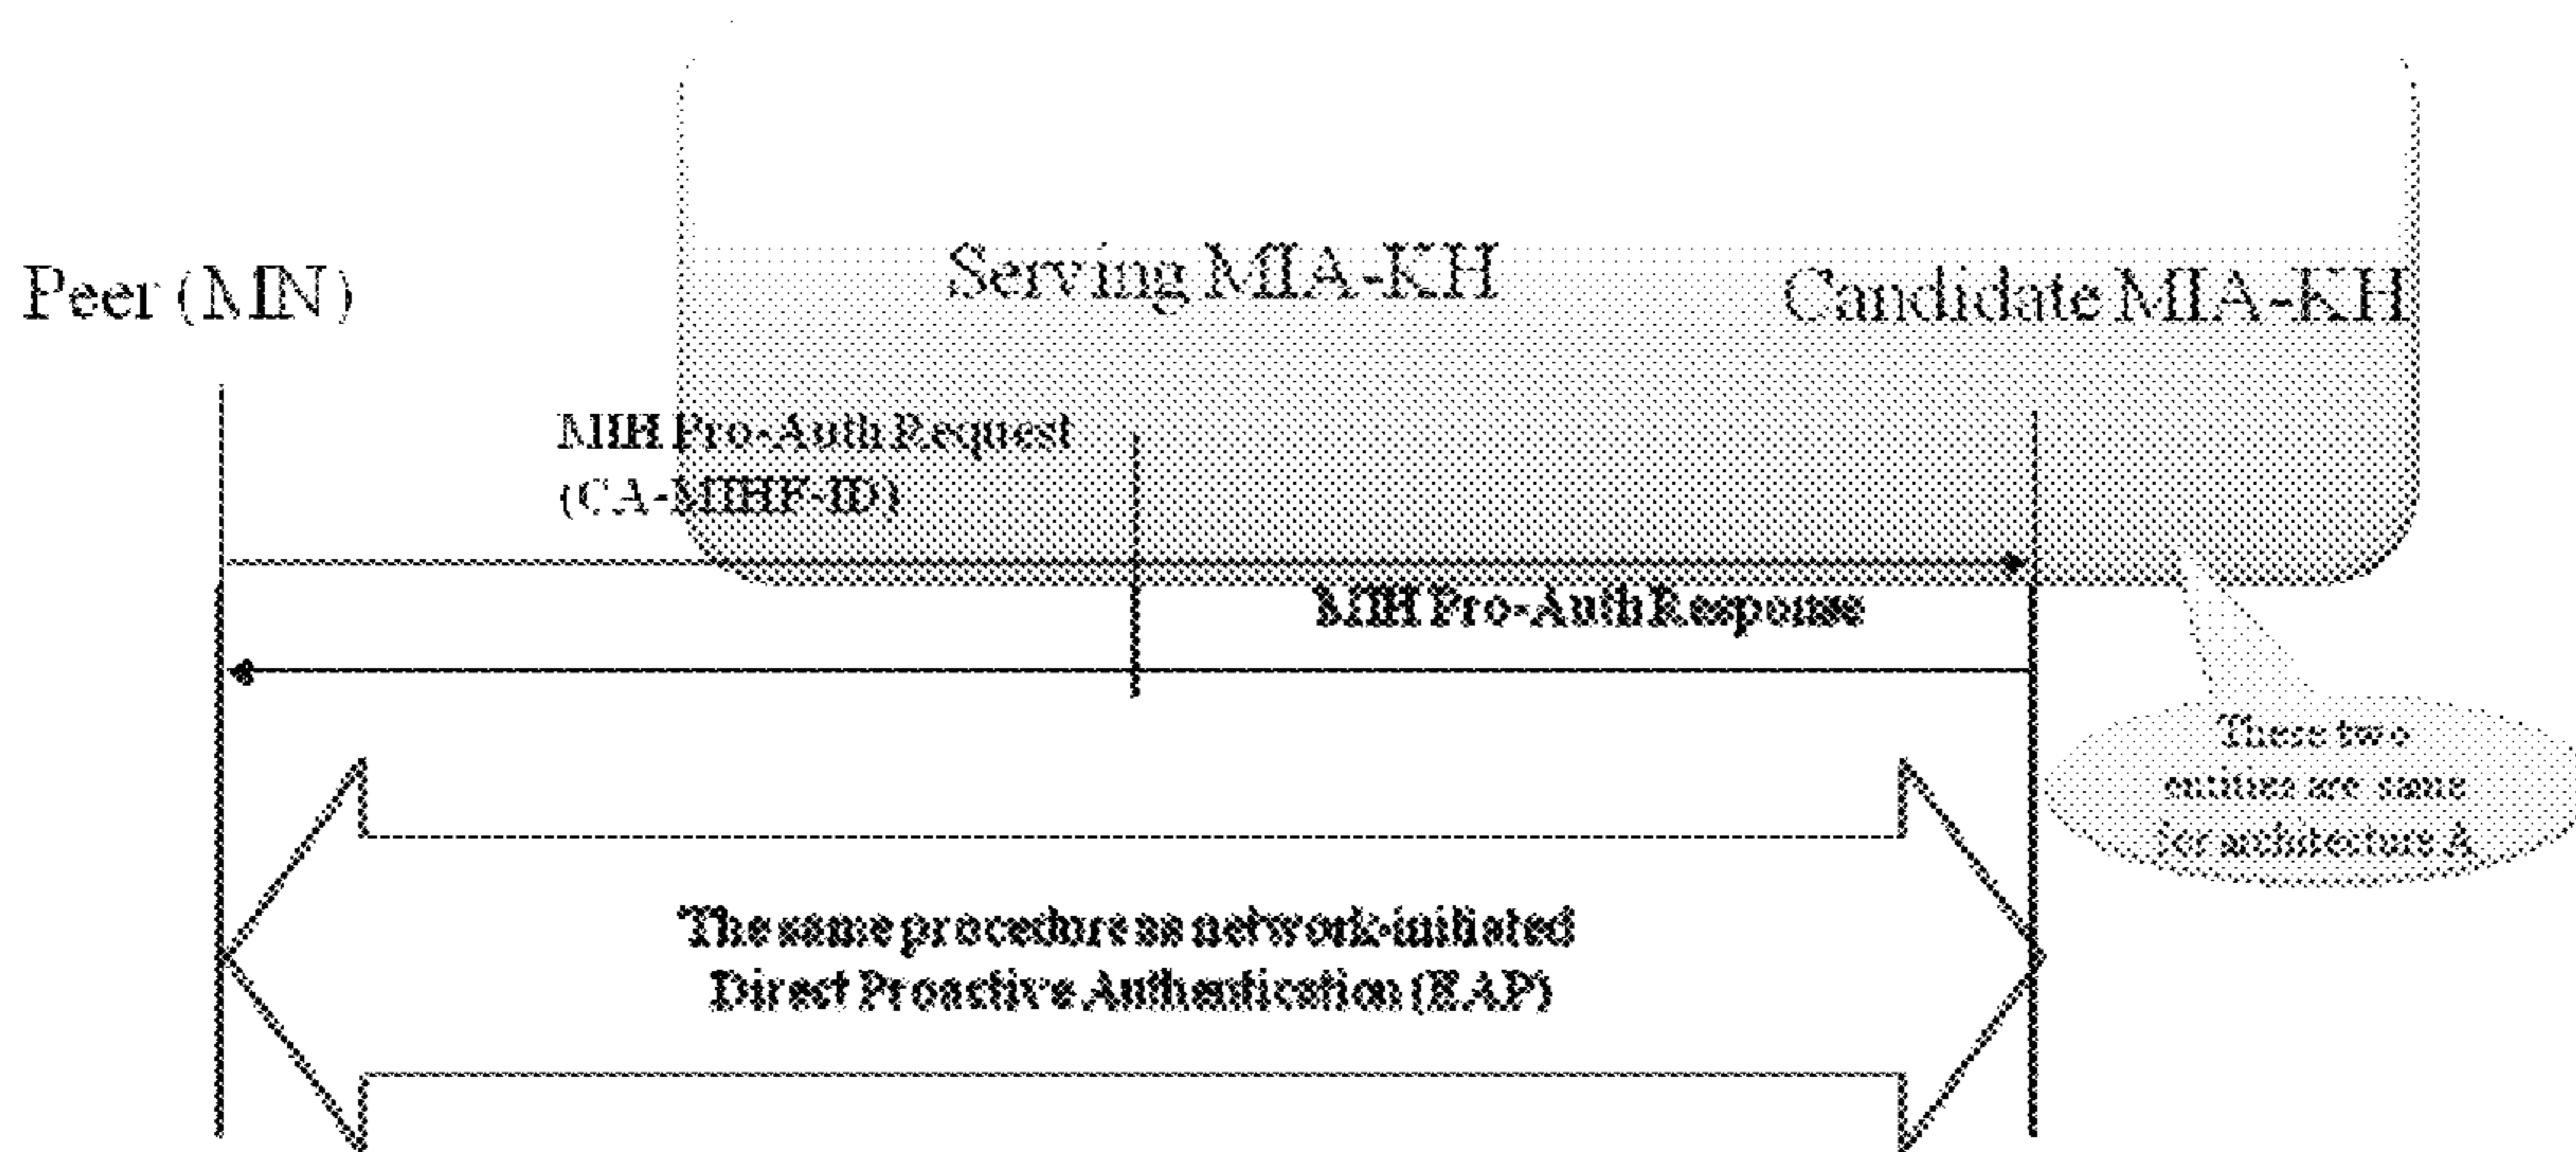 Serving MIA-KH
Peer (MN)
Candidate MIA-KH
MIH Pro-Auth Request
(CA-MIHF-ID)
MIH Pro-Auth Response
These two
entities are same
for architecture A
The same procedure as network-initiated
Direct Proactive Authentication (EAP)